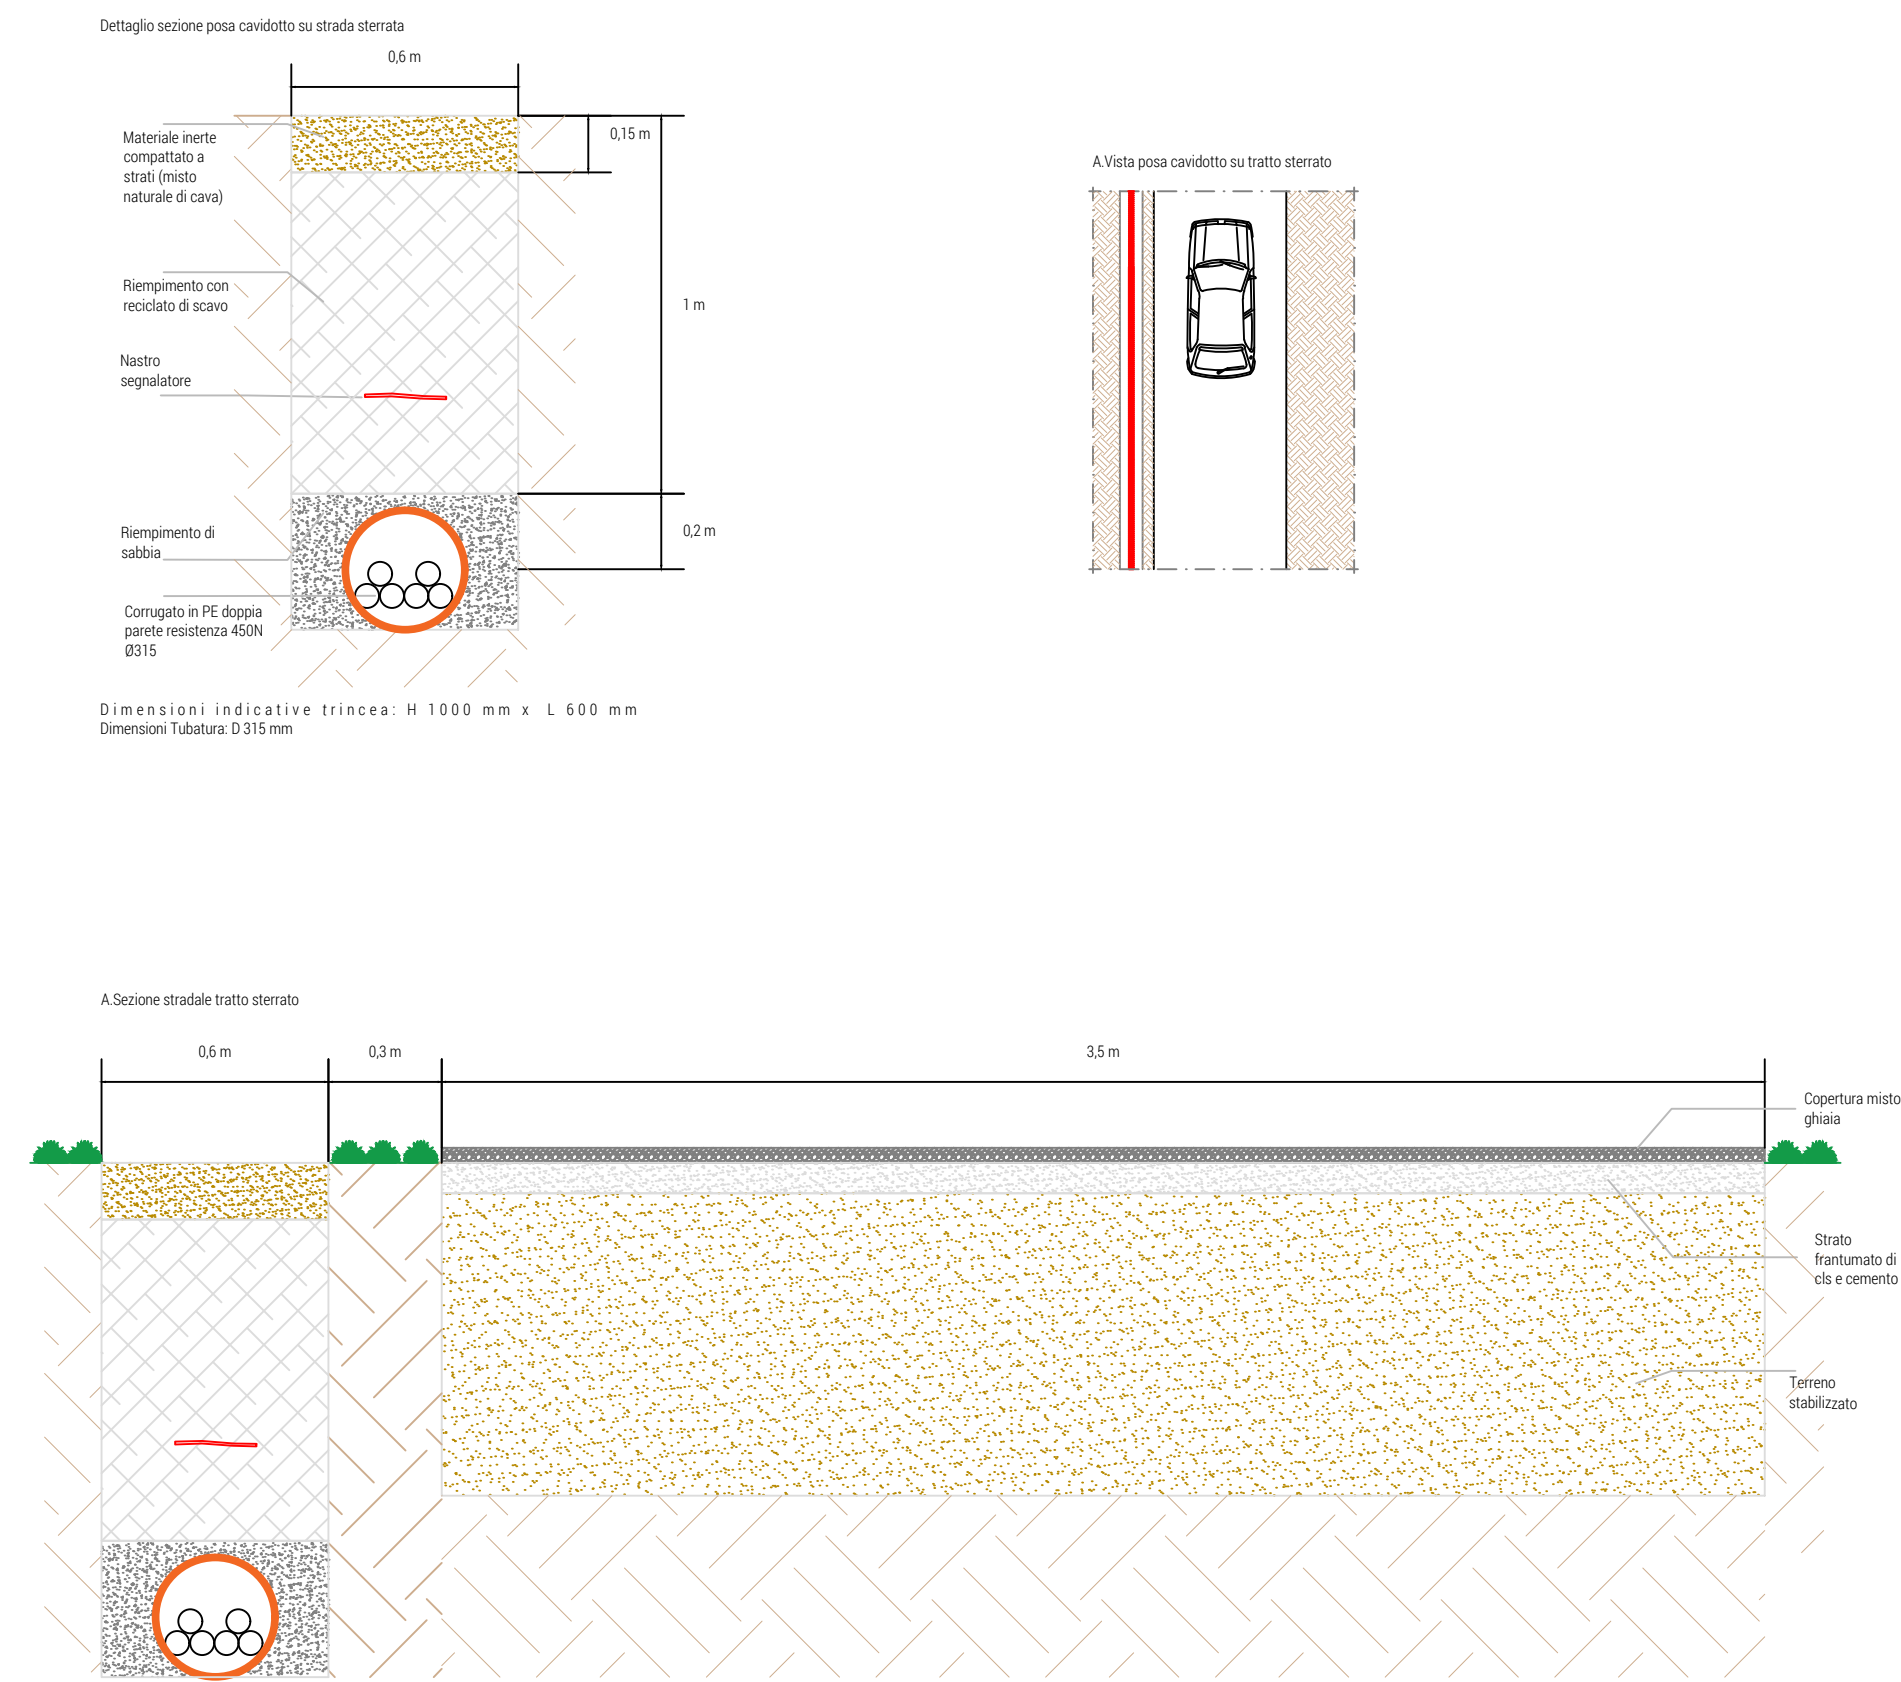 Dettaglio sezione posa cavidotto su strada sterrata
0,6 m
0,15 m
Materiale inerte
compattato a
strati (misto
naturale di cava)
1 m
Riempimento con
reciclato di scavo
Nastro
segnalatore
0,2 m
Riempimento di
sabbia
Corrugato in PE doppia
parete resistenza 450N
Ø315
Dimensioni indicative trincea: H 1000 mm x L 600 mm
Dimensioni Tubatura: D 315 mm
A.Vista posa cavidotto su tratto sterrato
A.Sezione stradale tratto sterrato
0,6 m
0,3 m
3,5 m
Copertura misto
ghiaia
Strato
frantumato di
cls e cemento
Terreno
stabilizzato